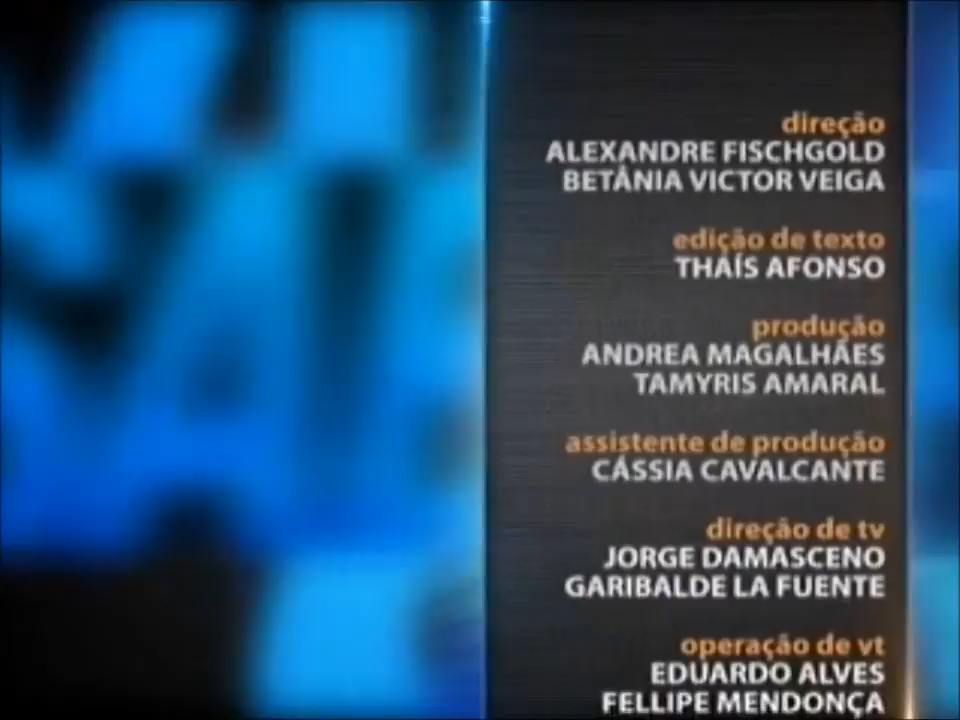 direção
ALEXANDRE FISCHGOLD
BETÂNIA VICTOR VEIGA
edição de texto
THAÍS AFONSO
produção
ANDREA MAGALHÃES
TAMYRIS AMARAL
assistente de produção
CÁSSIA CAVALCANTE
direção de tv
JORGE DAMASCENO
GARIBALDE LA FUENTE
operação de vt
EDUARDO ALVES
FELLIPE MENDONÇA